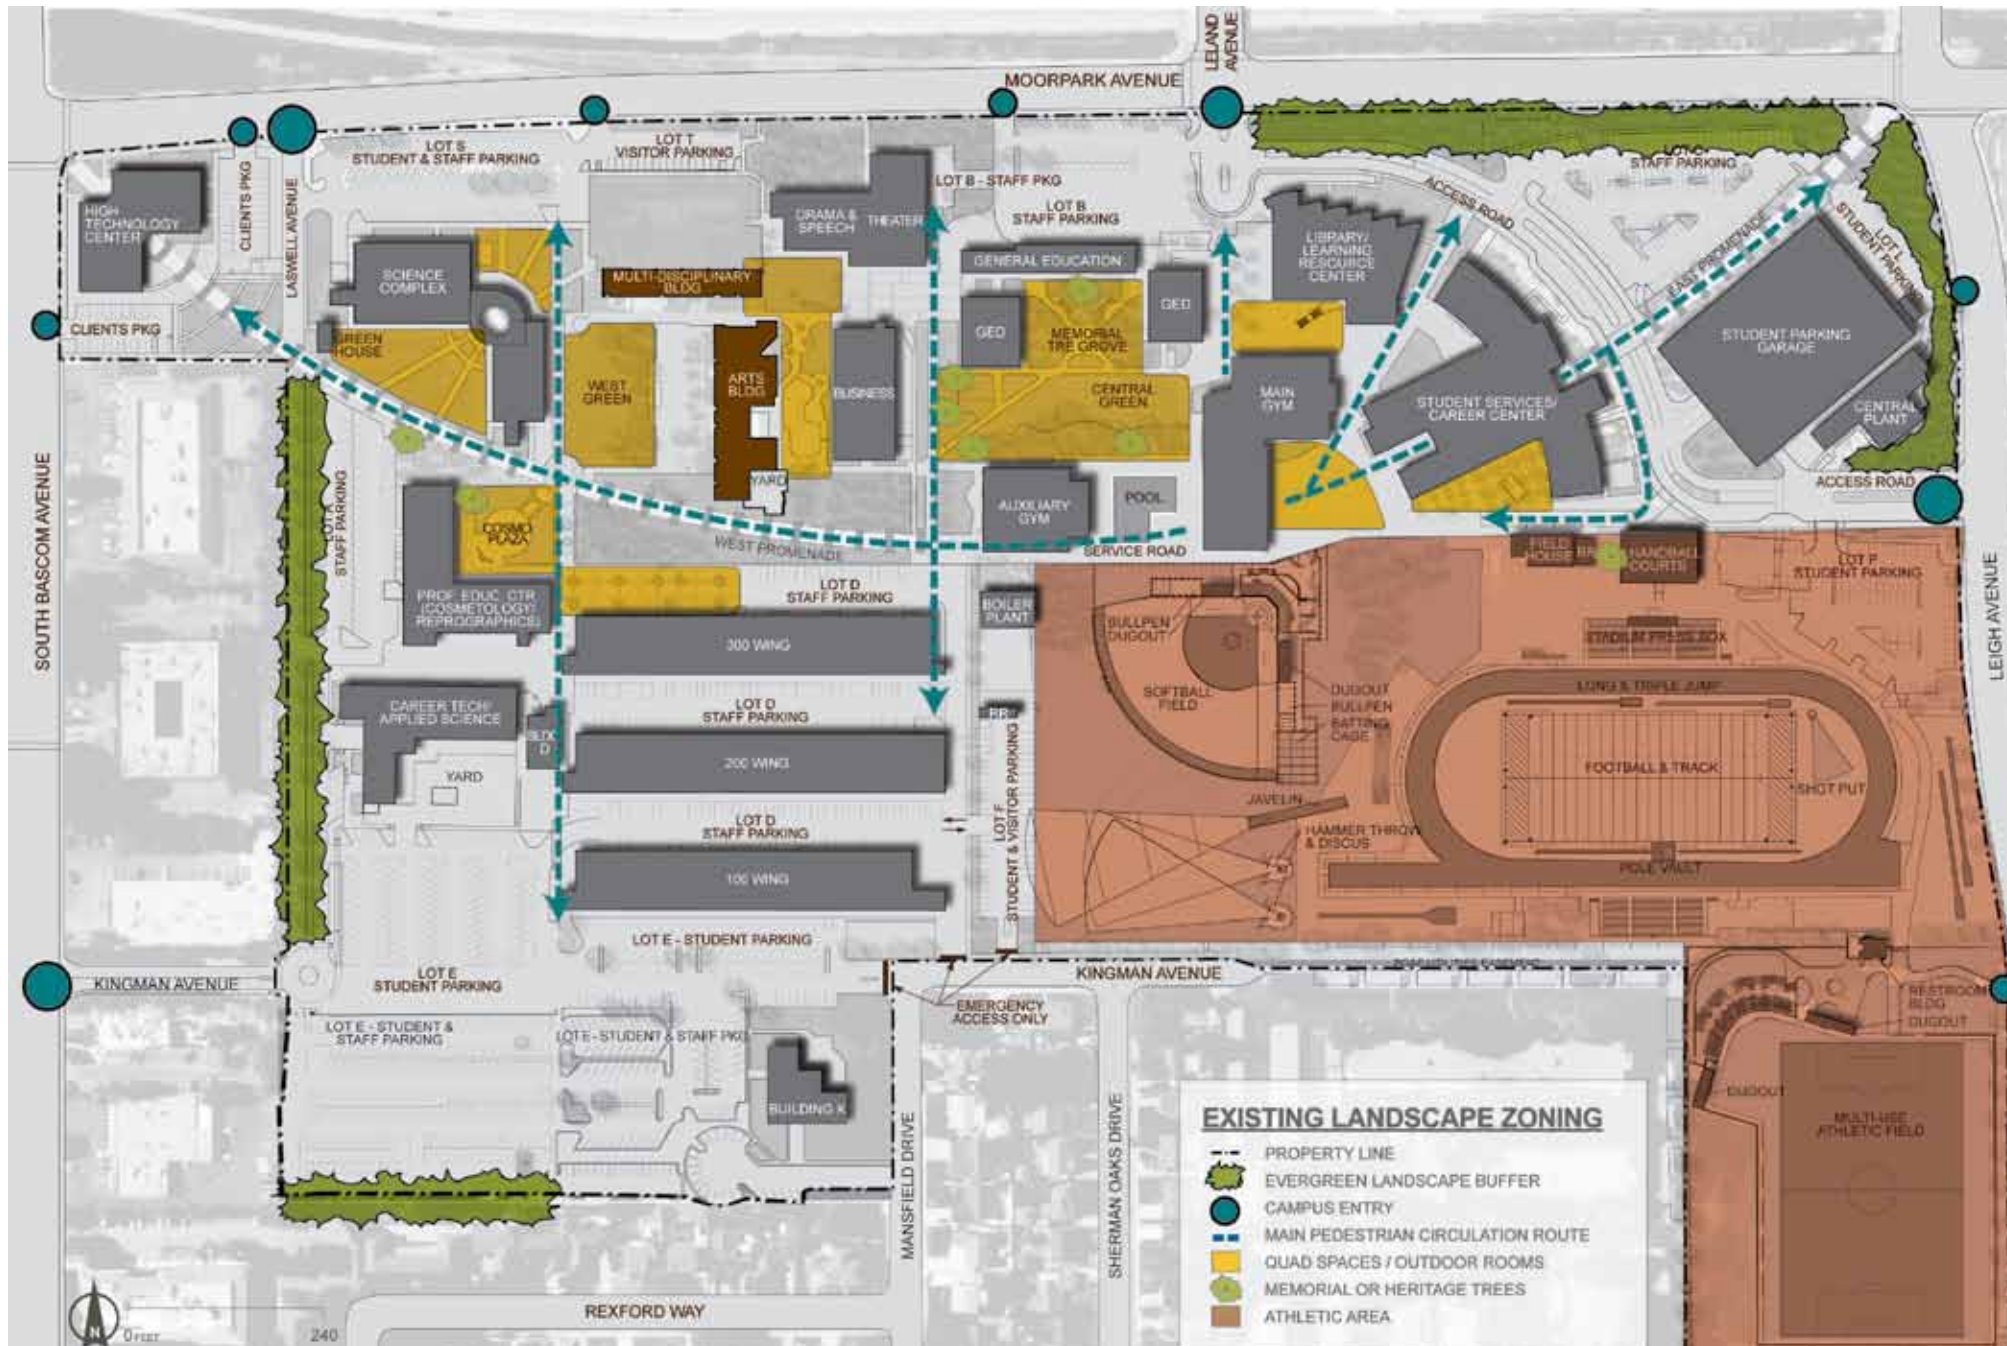 LELAND
AVENUE
MOORPARK AVENUE
LOT S
STUDENT & STAFF PARKING
LOT T
VISITOR PARKING
STAFF PARKING
CLIENTS PKG
LASWELL AVENUE
HIGH
TECHNOLOGY
CENTER
CLIENTS PKG
SCIENCE
COMPLEX
GREEN
HOUSE
MULTI-DISCIPLINARY
BLDG
DRAMA &
SPEECH
THEATER
LOT B - STAFF PKG
LOT B
STAFF PARKING
GENERAL EDUCATION
GED
GED
MEMORIAL
TRE GROVE
CENTRAL
GREEN
LIBRARY/
LEARNING
RESOURCE
CENTER
ACCESS ROAD
EAST PROMENADE
LOT L
STUDENT PARKING
STUDENT PARKING
GARAGE
CENTRAL
PLANT
ACCESS ROAD
WEST
GREEN
ARTS
BLDG
YARD
BUSINESS
MAIN
GYM
STUDENT SERVICES/
CAREER CENTER
AUXILIARY
GYM
POOL
SERVICE ROAD
WEST PROMENADE
SOUTH BASCOM AVENUE
STAFF PARKING
COSMO
PLAZA
PROF. EDUC. CTR
(COSMETOLOGY/
REPROGRAPHICS)
LOT D
STAFF PARKING
BOILER
PLANT
300 WING
FIELD
HOUSE
HANDBALL
COURTS
LOT P
STUDENT PARKING
LEIGH AVENUE
BULLPEN
DUGOUT
SOFTBALL
FIELD
DUGOUT
BULLPEN
BATTING
CAGE
STADIUM PRESS BOX
LONG & TRIPLE JUMP
FOOTBALL & TRACK
SHOT PUT
POLE VAULT
JAVELIN
HAMMER THROW
& DISCUS
CAREER TECH/
APPLIED SCIENCE
BLDG
D
YARD
LOT D
STAFF PARKING
RR
200 WING
LOT D
STAFF PARKING
LOT F
STUDENT & VISITOR PARKING
100 WING
LOT E - STUDENT PARKING
KINGMAN AVENUE
LOT E
STUDENT PARKING
KINGMAN AVENUE
EMERGENCY
ACCESS ONLY
LOT E - STUDENT &
STAFF PARKING
LOT E - STUDENT & STAFF PKG
BUILDING K
MANSFIELD DRIVE
SHERMAN OAKS DRIVE
RESTROOM
BLDG
DUGOUT
DUGOUT
MULTI-USE
ATHLETIC FIELD
EXISTING LANDSCAPE ZONING
PROPERTY LINE
EVERGREEN LANDSCAPE BUFFER
CAMPUS ENTRY
MAIN PEDESTRIAN CIRCULATION ROUTE
QUAD SPACES / OUTDOOR ROOMS
MEMORIAL OR HERITAGE TREES
ATHLETIC AREA
REXFORD WAY
N
0 FEET
240